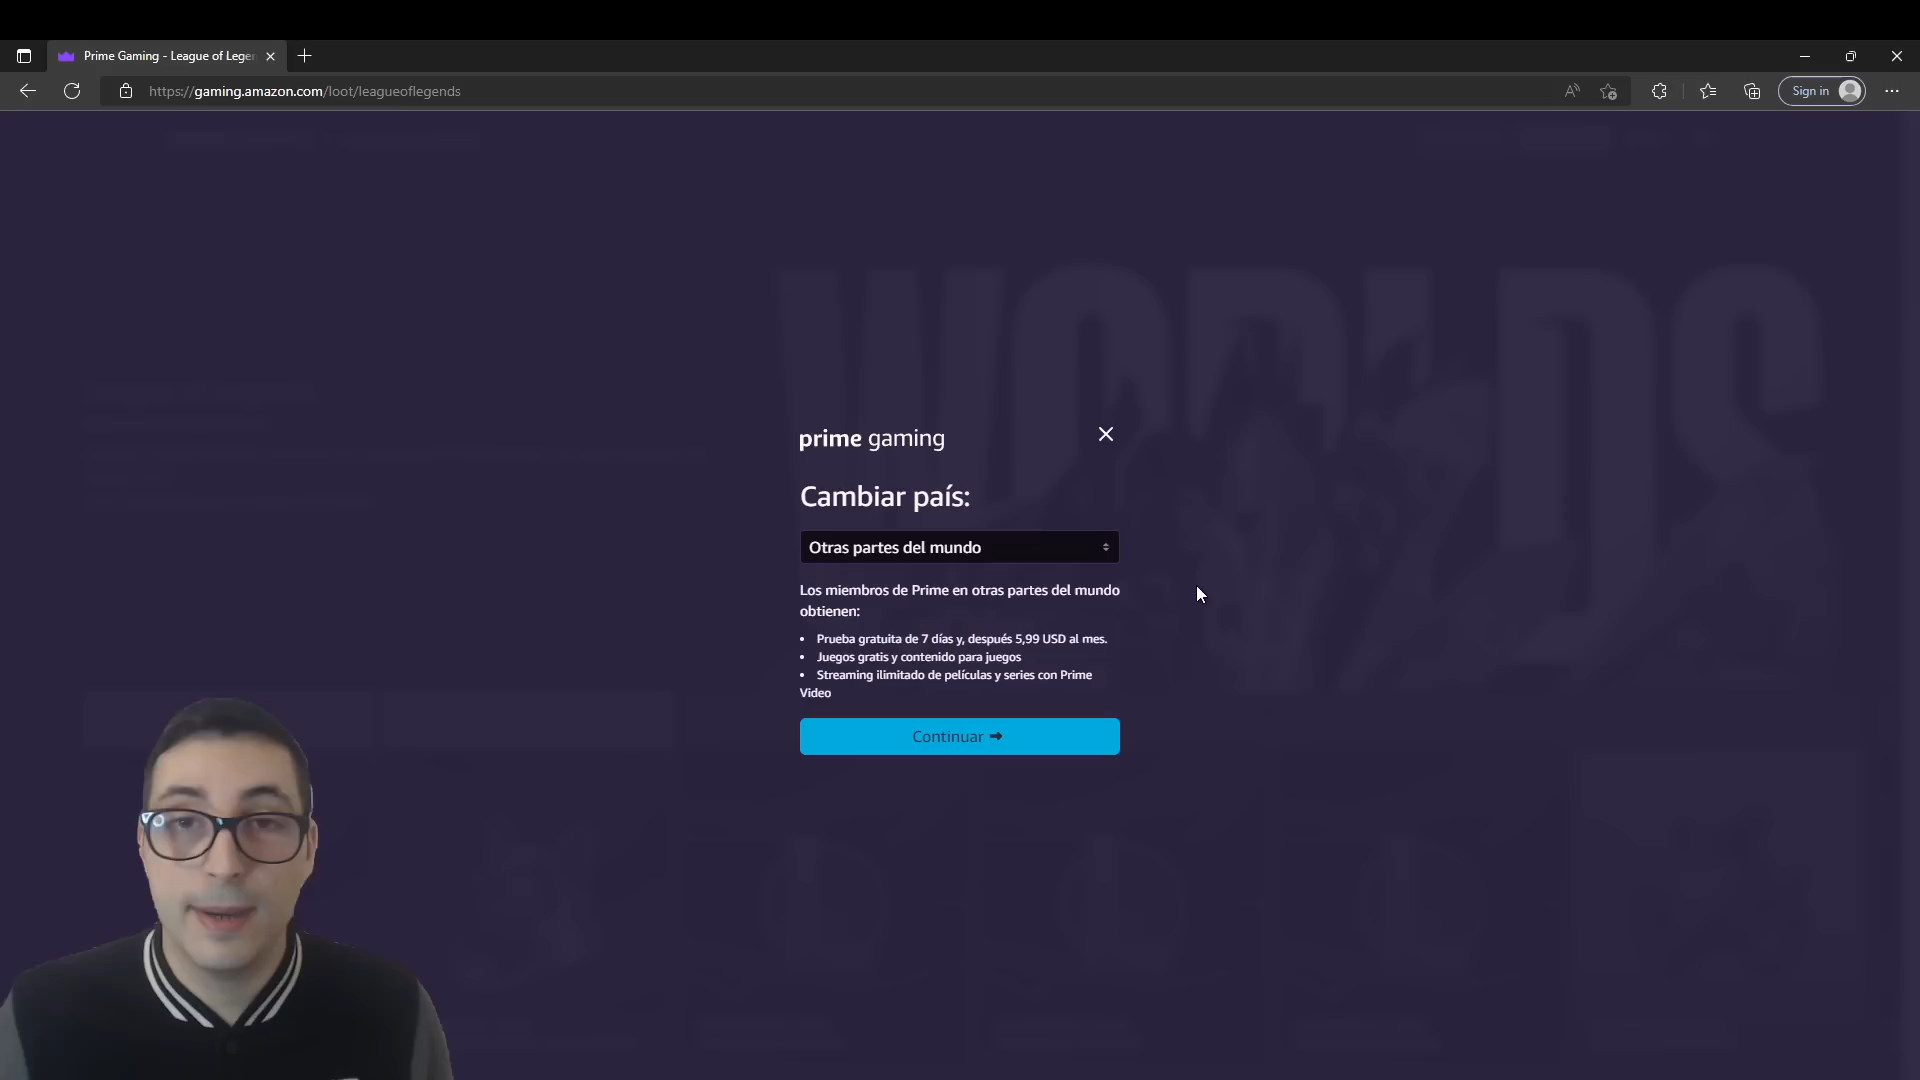 Prime Gaming - League of Legen
https://gaming.amazon.com/loot/leagueoflegends
Sign in
WORLDS
prime gaming
Cambiar país:
Otras partes del mundo
Los miembros de Prime en otras partes del mundo
obtienen:
• Prueba gratuita de 7 días y, después 5,99 USD al mes.
• Juegos gratis y contenido para juegos
• Streaming ilimitado de películas y series con Prime
Video
Continuar